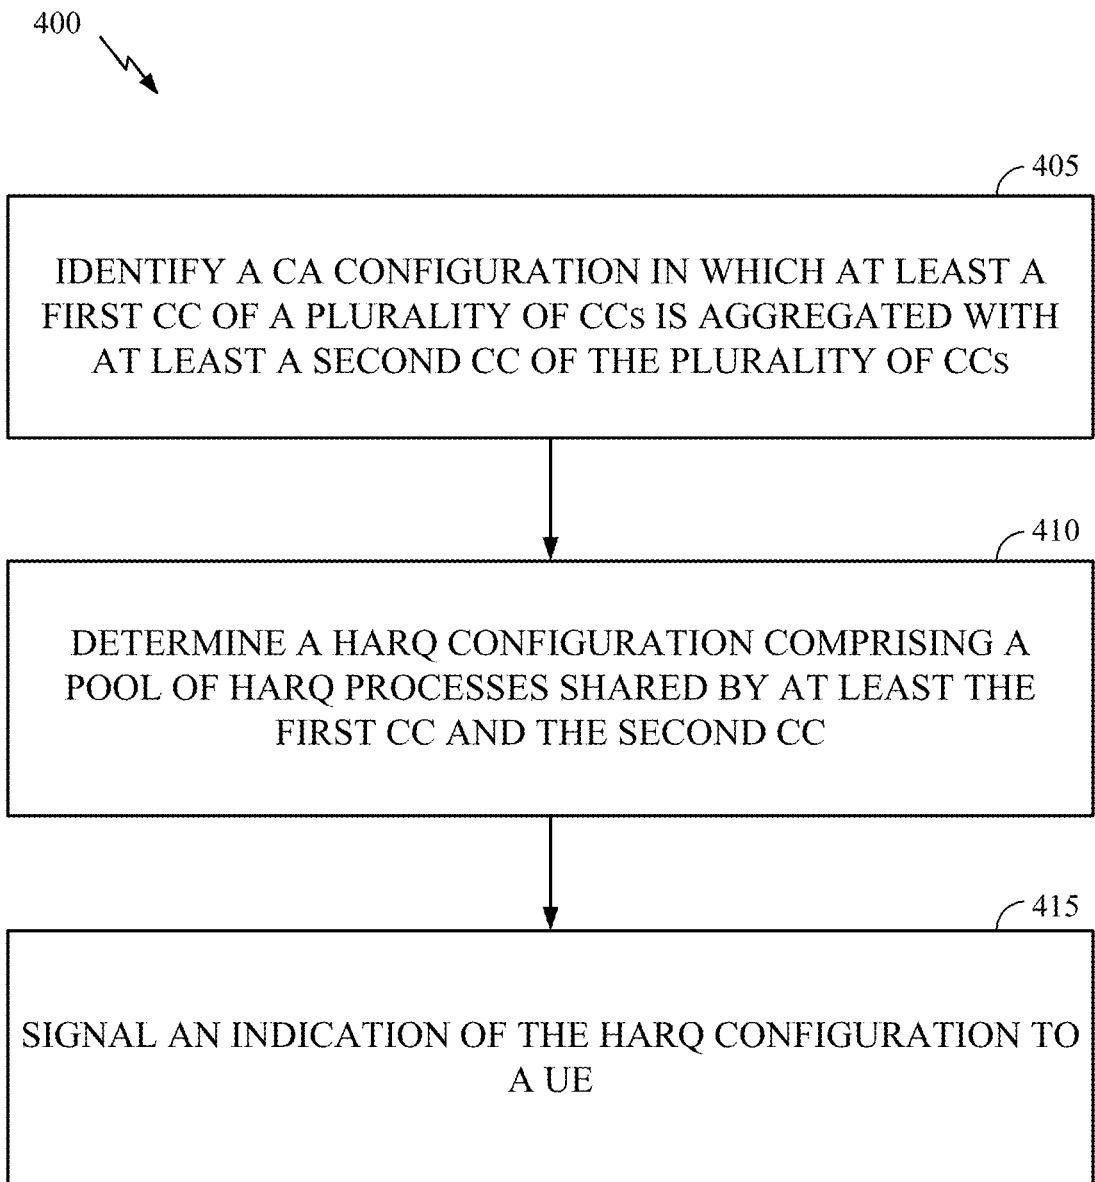 400
405
IDENTIFY A CA CONFIGURATION IN WHICH AT LEAST A
FIRST CC OF A PLURALITY OF CCs IS AGGREGATED WITH
AT LEAST A SECOND CC OF THE PLURALITY OF CCs
410
DETERMINE A HARQ CONFIGURATION COMPRISING A
POOL OF HARQ PROCESSES SHARED BY AT LEAST THE
FIRST CC AND THE SECOND CC
415
SIGNAL AN INDICATION OF THE HARQ CONFIGURATION TO
A UE